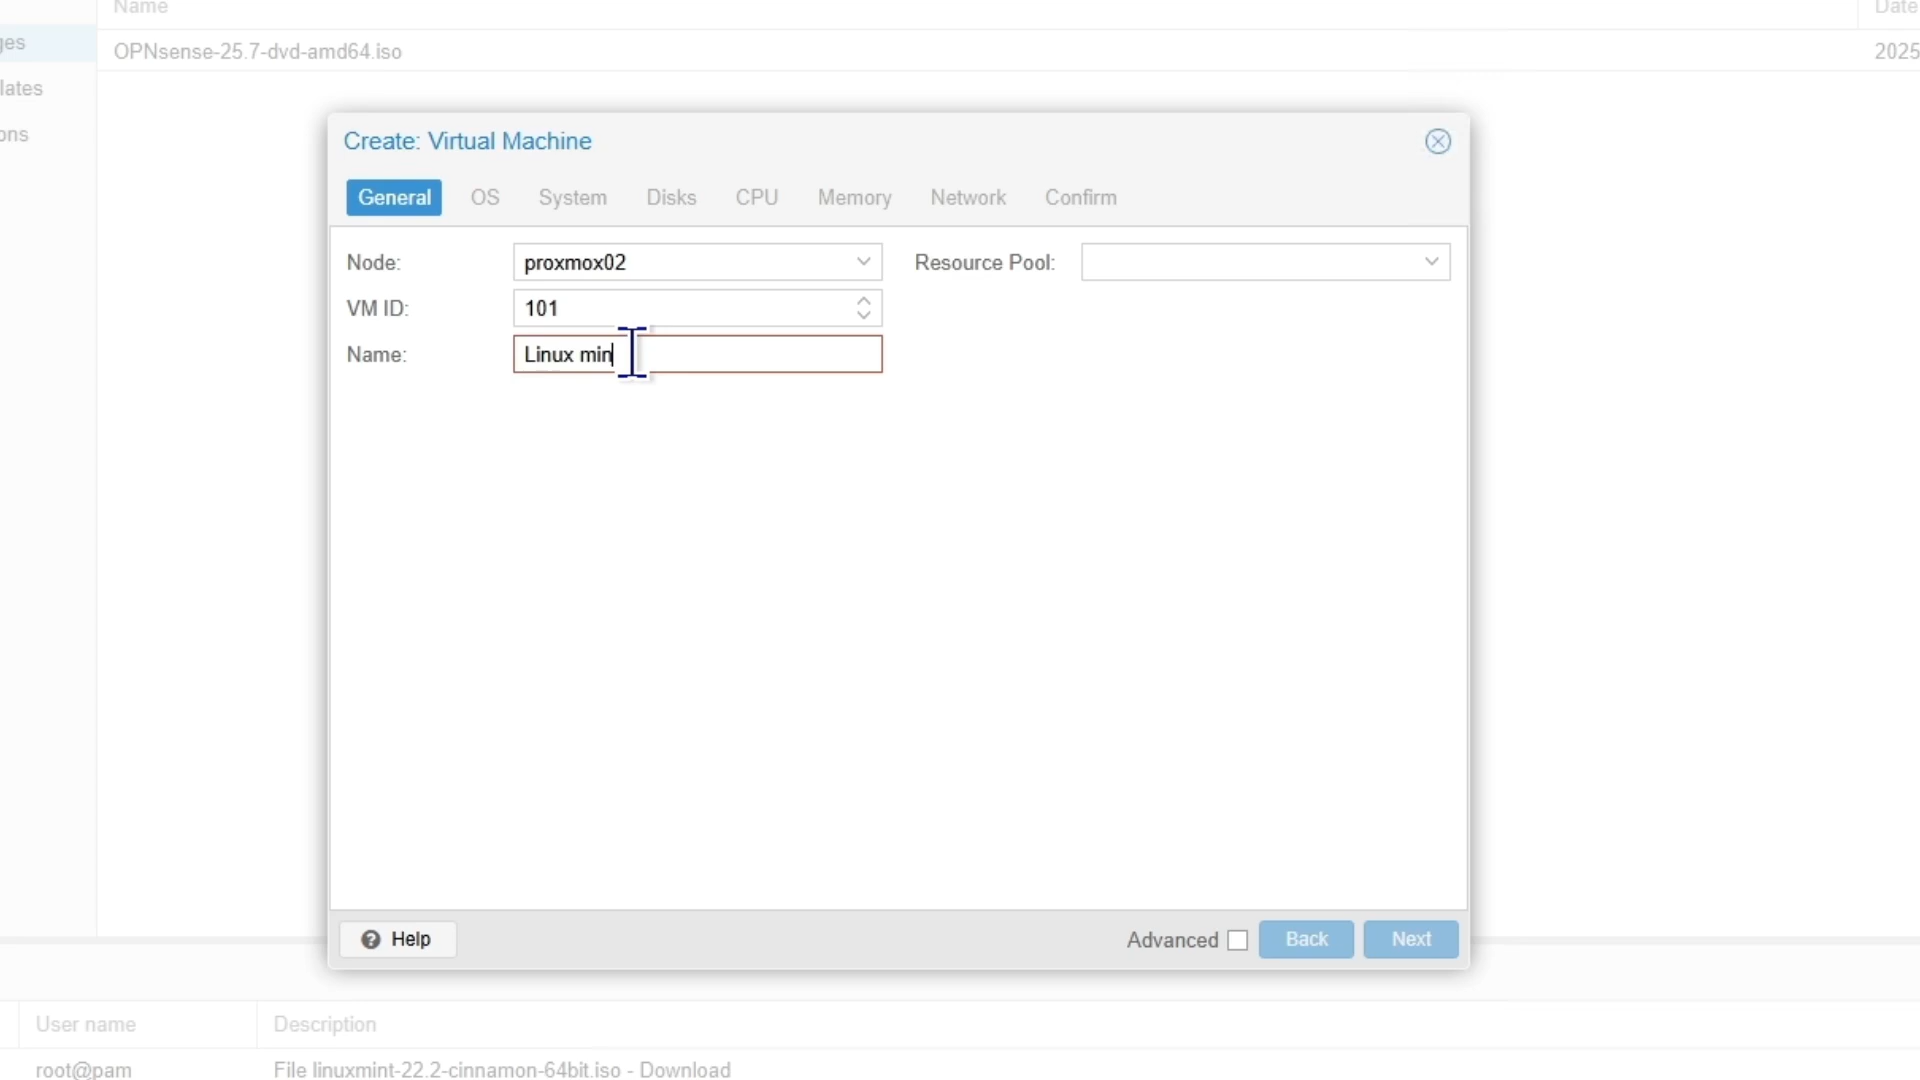 Name
Date
ges
OPNsense-25.7-dvd-amd64.iso
2025
lates
ons
Create: Virtual Machine
General OS System Disks CPU Memory Network Confirm
Node: proxmox02 Resource Pool:
VM ID: 101
Name: Linux min
Help
Advanced Back Next
User name Description
root@pam File linuxmint-22.2-cinnamon-64bit.iso - Download